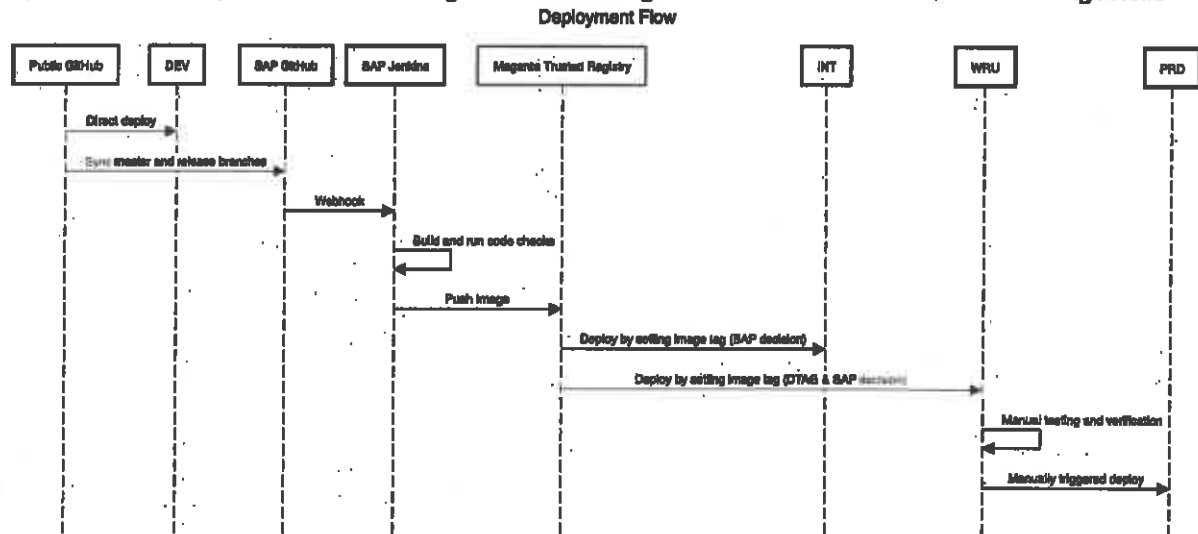 Deployment Flow
Public GitHub
DEV
SAP GitHub
SAP Jenkins
Magenta Trusted Registry
INT
WRU
PRD
Direct deploy
Sync master and release branches
Webhook
Build and run code checks
Push image
Deploy by setting image tag (SAP decision)
Deploy by setting image tag (DTAG & SAP decision)
Manual testing and verification
Manually triggered deploy